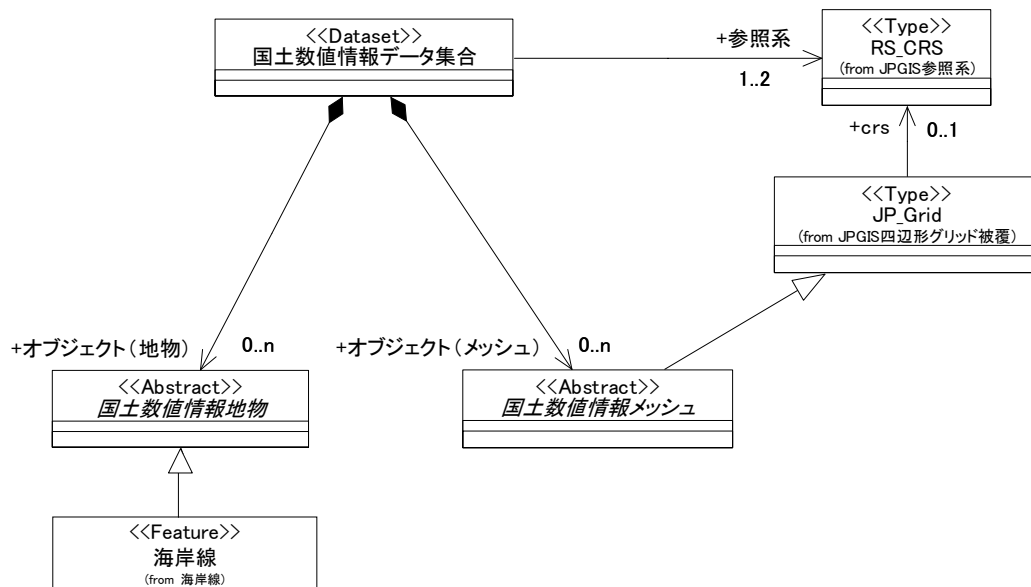 <<Dataset>>
国土数値情報データ集合
+参照系
1..2
<<Type>>
RS_CRS
(from JPGIS参照系)
+crs
0..1
<<Type>>
JP_Grid
(from JPGIS四辺形グリッド被覆)
+オブジェクト(地物)
0..n
+オブジェクト(メッシュ)
0..n
<<Abstract>>
国土数値情報地物
<<Abstract>>
国土数値情報メッシュ
<<Feature>>
海岸線
(from 海岸線)